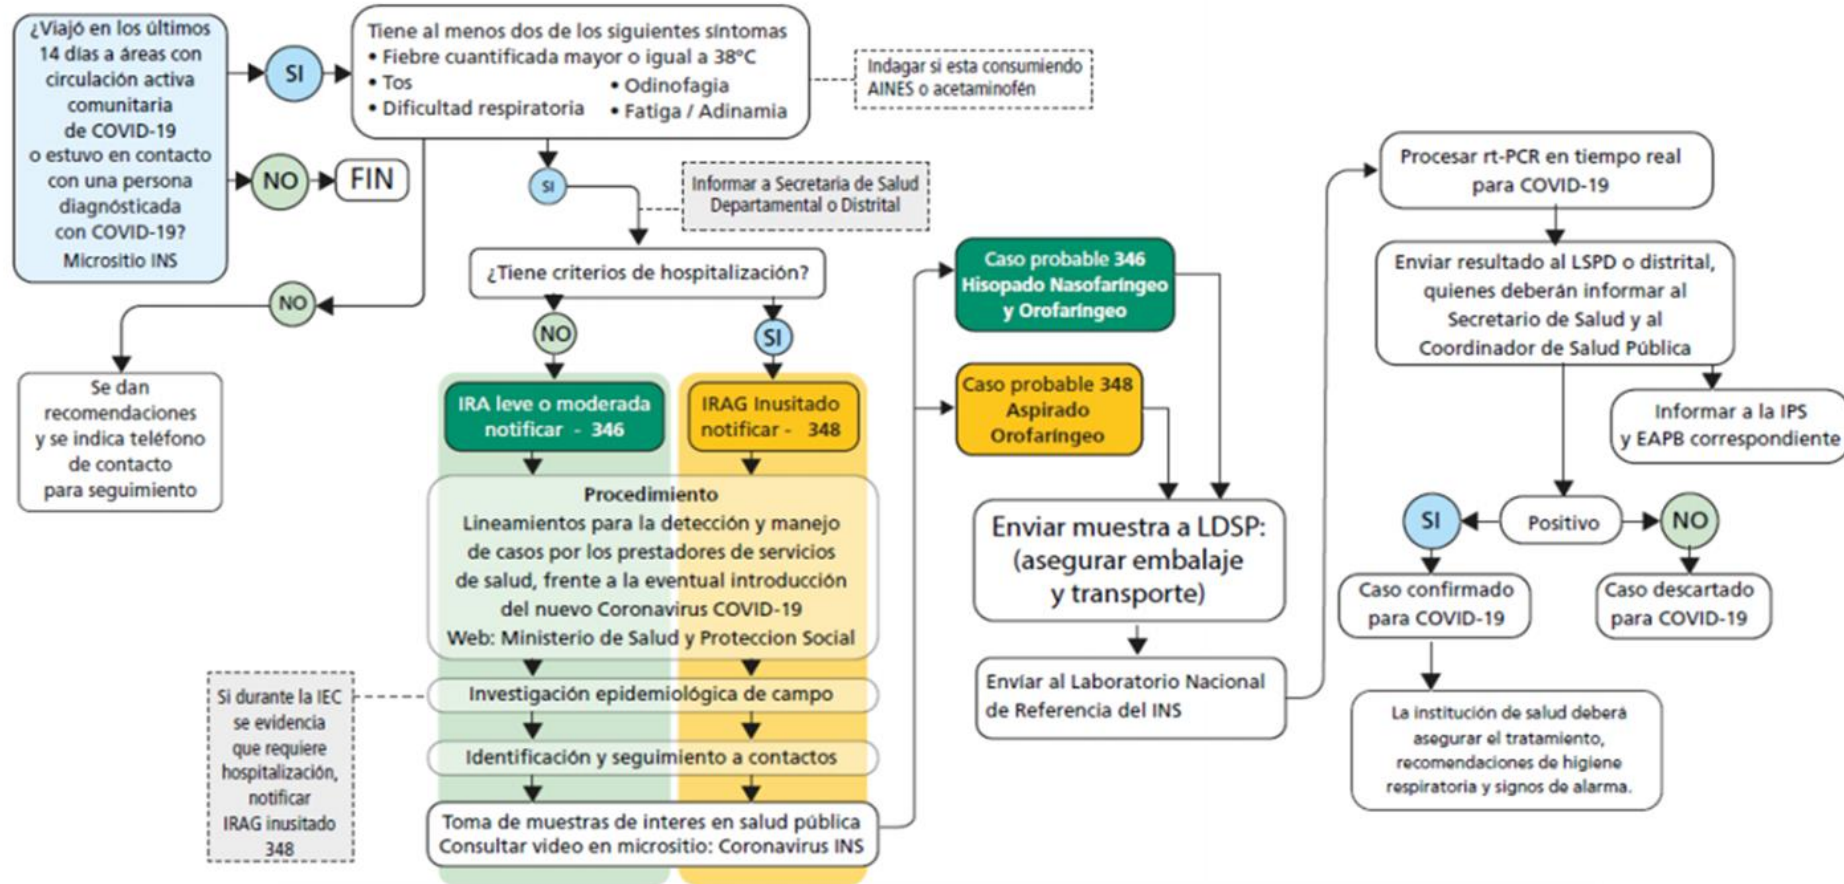 ¿Viajó en los últimos
14 días a áreas con
circulación activa
comunitaria
de COVID-19
o estuvo en contacto
con una persona
diagnósticada
con COVID-19?
Micrositio INS
SI
NO
FIN
Tiene al menos dos de los siguientes síntomas
• Fiebre cuantificada mayor o igual a 38°C
• Tos
• Odinofagia
• Dificultad respiratoria
• Fatiga / Adinamia
Indagar si esta consumiendo
AINES o acetaminofén
NO
Se dan
recomendaciones
y se indica teléfono
de contacto
para seguimiento
SI
Informar a Secretaria de Salud
Departamental o Distrital
¿Tiene criterios de hospitalización?
NO
SI
IRA leve o moderada
notificar - 346
IRAG Inusitado
notificar - 348
Procedimiento
Lineamientos para la detección y manejo
de casos por los prestadores de servicios
de salud, frente a la eventual introducción
del nuevo Coronavirus COVID-19
Web: Ministerio de Salud y Proteccion Social
Investigación epidemiológica de campo
Si durante la IEC
se evidencia
que requiere
hospitalización,
notificar
IRAG inusitado
348
Identificación y seguimiento a contactos
Toma de muestras de interes en salud pública
Consultar video en micrositio: Coronavirus INS
Caso probable 346
Hisopado Nasofaríngeo
y Orofaríngeo
Caso probable 348
Aspirado
Orofaríngeo
Enviar muestra a LDSP:
(asegurar embalaje
y transporte)
Envíar al Laboratorio Nacional
de Referencia del INS
Procesar rt-PCR en tiempo real
para COVID-19
Enviar resultado al LSPD o distrital,
quienes deberán informar al
Secretario de Salud y al
Coordinador de Salud Pública
Informar a la IPS
y EAPB correspondiente
Positivo
SI
NO
Caso confirmado
para COVID-19
Caso descartado
para COVID-19
La institución de salud deberá
asegurar el tratamiento,
recomendaciones de higiene
respiratoria y signos de alarma.